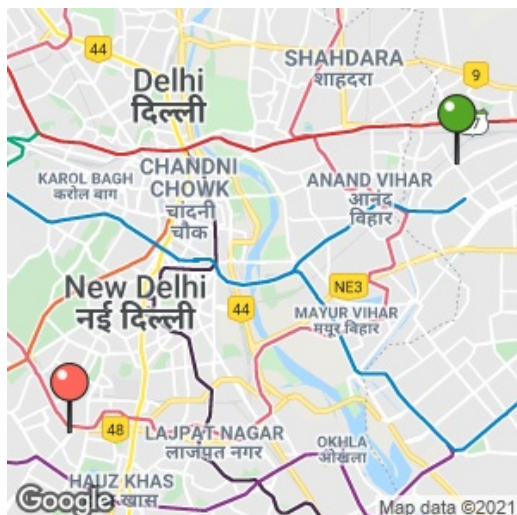 44
SHAHDARA
शाहदरा
9
Delhi
दिल्ली
KAROL BAGH
करोल बाग
CHANDNI
CHOWK
चांदनी
चौक
ANAND VIHAR
आनंद
विहार
New Delhi
नई दिल्ली
NE3
44
MAYUR VIHAR
मयूर विहार
48
LAJPAT NAGAR
लाजपत नगर
OKHLA
ओखला
HAUZ KHAS
खास
Google
Map data ©2021